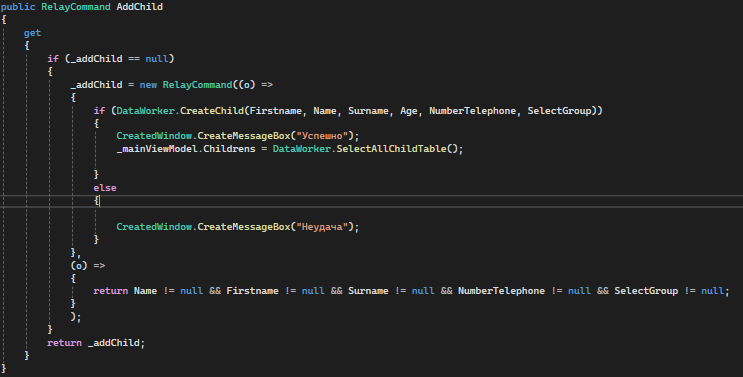 public RelayCommand AddChild
{
get
{
if (_addChild == null)
{
_addChild = new RelayCommand((o) =>
{
if (DataWorker.CreateChild(Firstname, Name, Surname, Age, NumberTelephone, SelectGroup))
{
CreatedWindow.CreateMessageBox("Успешно");
_mainViewModel.Childrens = DataWorker.SelectAllChildTable();
}
else
{
CreatedWindow.CreateMessageBox("Неудача");
}
},
(o) =>
{
return Name != null && Firstname != null && Surname != null && NumberTelephone != null && SelectGroup != null;
}
);
}
return _addChild;
}
}